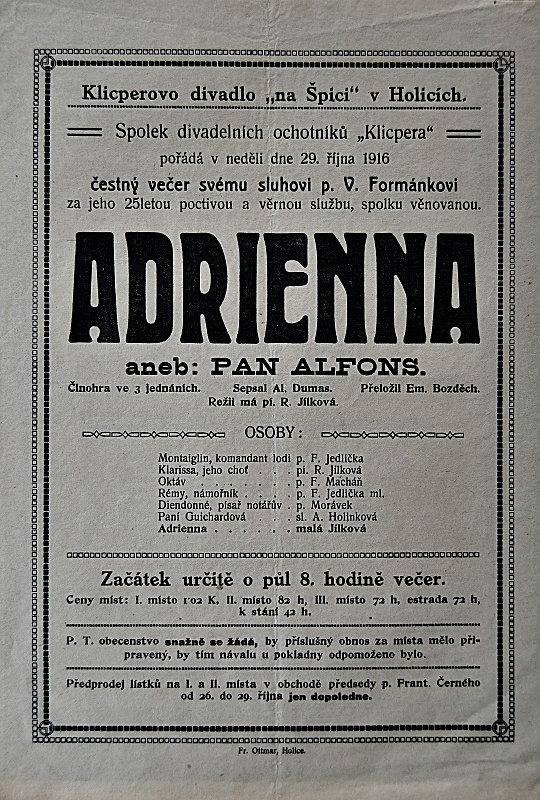 Klicperovo divadlo „na Špici“ v Holicích.
Spolek divadelních ochotníků „Klicpera“
pořádá v neděli dne 29. října 1916
čestný večer svému sluhovi p. V. Formánkovi
za jeho 25letou poctivou a věrnou službu, spolku věnovanou.
ADRIENNA
aneb: PAN ALFONS.
Činohra ve 3 jednáních. Sepsal Al. Dumas. Přeložil Em. Bozděch.
Režii má pí. R. Jílková.
OSOBY:
Montaiglin, komandant lodi p. F. Jedlička
Klarissa, jeho choť . . . pí. R. Jílková
Oktáv . . . . . . . p. F. Macháň
Rémy, námořník . . . . p. F. Jedlička ml.
Diendonné, písař notářův . p. Morávek
Paní Guichardová . . . sl. A. Holinková
Adrienna . . . . . . malá Jílková
Začátek určitě o půl 8. hodině večer.
Ceny míst: I. místo 1·02 K, II. místo 82 h, III. místo 72 h, estrada 72 h,
k stání 42 h.
P. T. obecenstvo snažně se žádá, by příslušný obnos za místa mělo při-
pravený, by tím návalu u pokladny odpomoženo bylo.
Předprodej lístků na I. a II. místa v obchodě předsedy p. Frant. Černého
od 26. do 29. října jen dopoledne.
Fr. Ottmar, Holice.